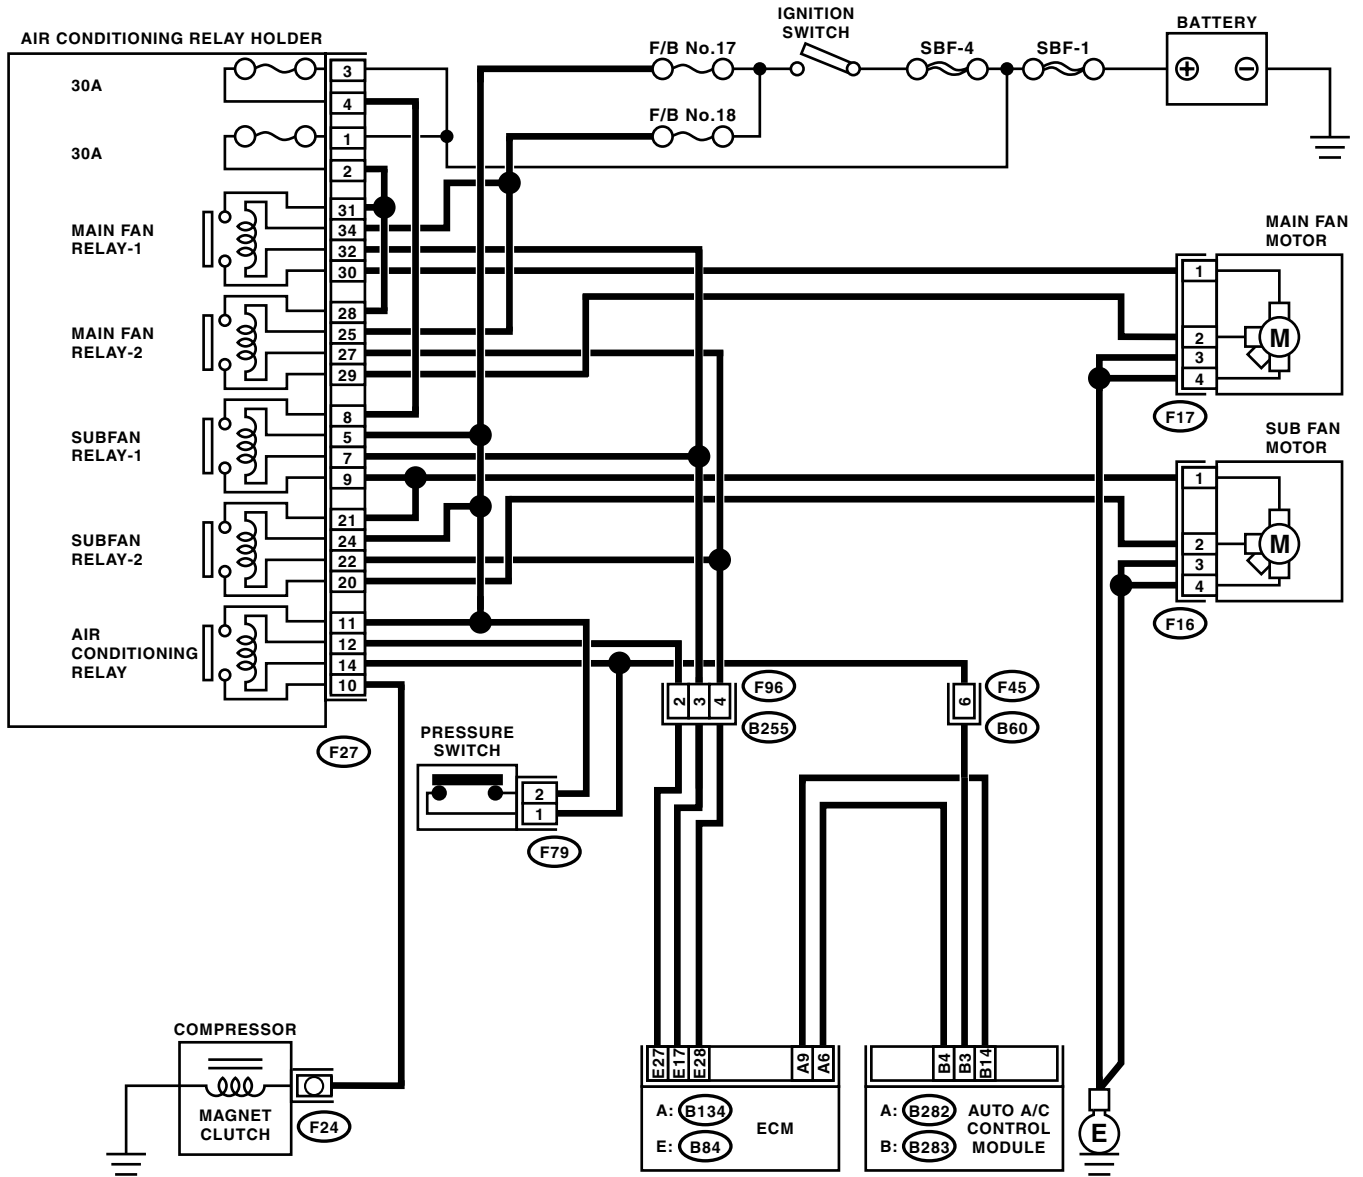 AIR CONDITIONING RELAY HOLDER
30A
30A
MAIN FAN
RELAY-1
MAIN FAN
RELAY-2
SUBFAN
RELAY-1
SUBFAN
RELAY-2
AIR
CONDITIONING
RELAY
3
4
1
2
31
34
32
30
28
25
27
29
8
5
7
9
21
24
22
20
11
12
14
10
F27
F/B No.17
F/B No.18
IGNITION
SWITCH
SBF-4
SBF-1
BATTERY
+
−
MAIN FAN
MOTOR
1
2
3
4
M
F17
SUB FAN
MOTOR
1
2
3
4
M
F16
2
3
4
F96
B255
6
F45
B60
PRESSURE
SWITCH
2
1
F79
COMPRESSOR
MAGNET
CLUTCH
F24
E27
E17
E28
A9
A6
A: B134
E: B84
ECM
B4
B3
B14
A: B282
B: B283
AUTO A/C
CONTROL
MODULE
E